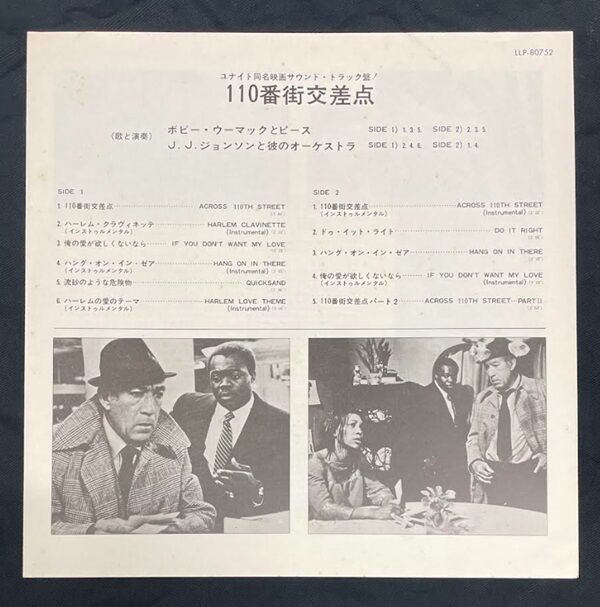 LLP-80752
ユナイト同名映画サウンド・トラック盤!
110番街交差点
(歌と演奏)
ボビー・ウーマックとピース SIDE 1) 1.3.5. SIDE 2) 2.3.5.
J.J.ジョンソンと彼のオーケストラ SIDE 1) 2.4.6. SIDE 2) 1.4.
SIDE 1
1. 110番街交差点 ACROSS 110TH STREET
2. ハーレム・クラヴィネッテ HARLEM CLAVINETTE
(インストゥルメンタル) (Instrumental)
3. 俺の愛が欲しくないなら IF YOU DON'T WANT MY LOVE
4. ハング・オン・イン・ゼア HANG ON IN THERE
(インストゥルメンタル) (Instrumental)
5. 流砂のような危険物 QUICKSAND
6. ハーレムの愛のテーマ HARLEM LOVE THEME
(インストゥルメンタル) (Instrumental)
SIDE 2
1. 110番街交差点 ACROSS 110TH STREET
(インストゥルメンタル) (Instrumental)
2. ドゥ・イット・ライト DO IT RIGHT
3. ハング・オン・イン・ゼア HANG ON IN THERE
4. 俺の愛が欲しくないなら IF YOU DON'T WANT MY LOVE
(インストゥルメンタル) (Instrumental)
5. 110番街交差点パート2 ACROSS 110TH STREET—PART II